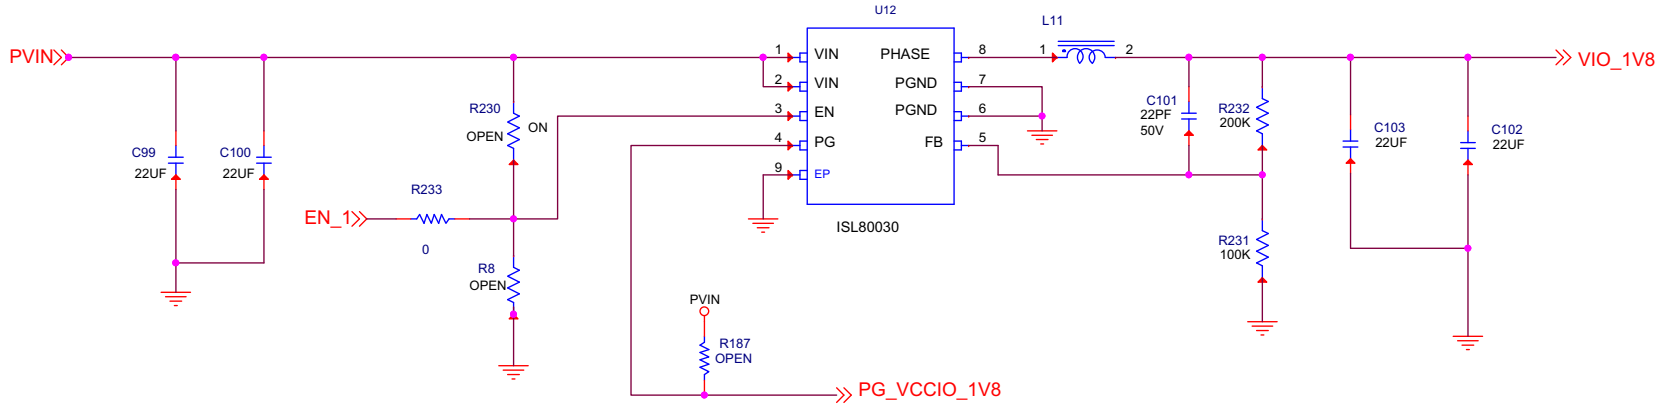 U12
L11
PVIN
1
VIN
PHASE
8
1
2
VIO_1V8
2
VIN
PGND
7
R230
OPEN
ON
3
EN
PGND
6
C101
22PF
50V
R232
200K
C103
22UF
C102
22UF
C99
22UF
C100
22UF
4
PG
FB
5
9
EP
R233
EN_1
0
ISL80030
R231
100K
R8
OPEN
PVIN
R187
OPEN
PG_VCCIO_1V8